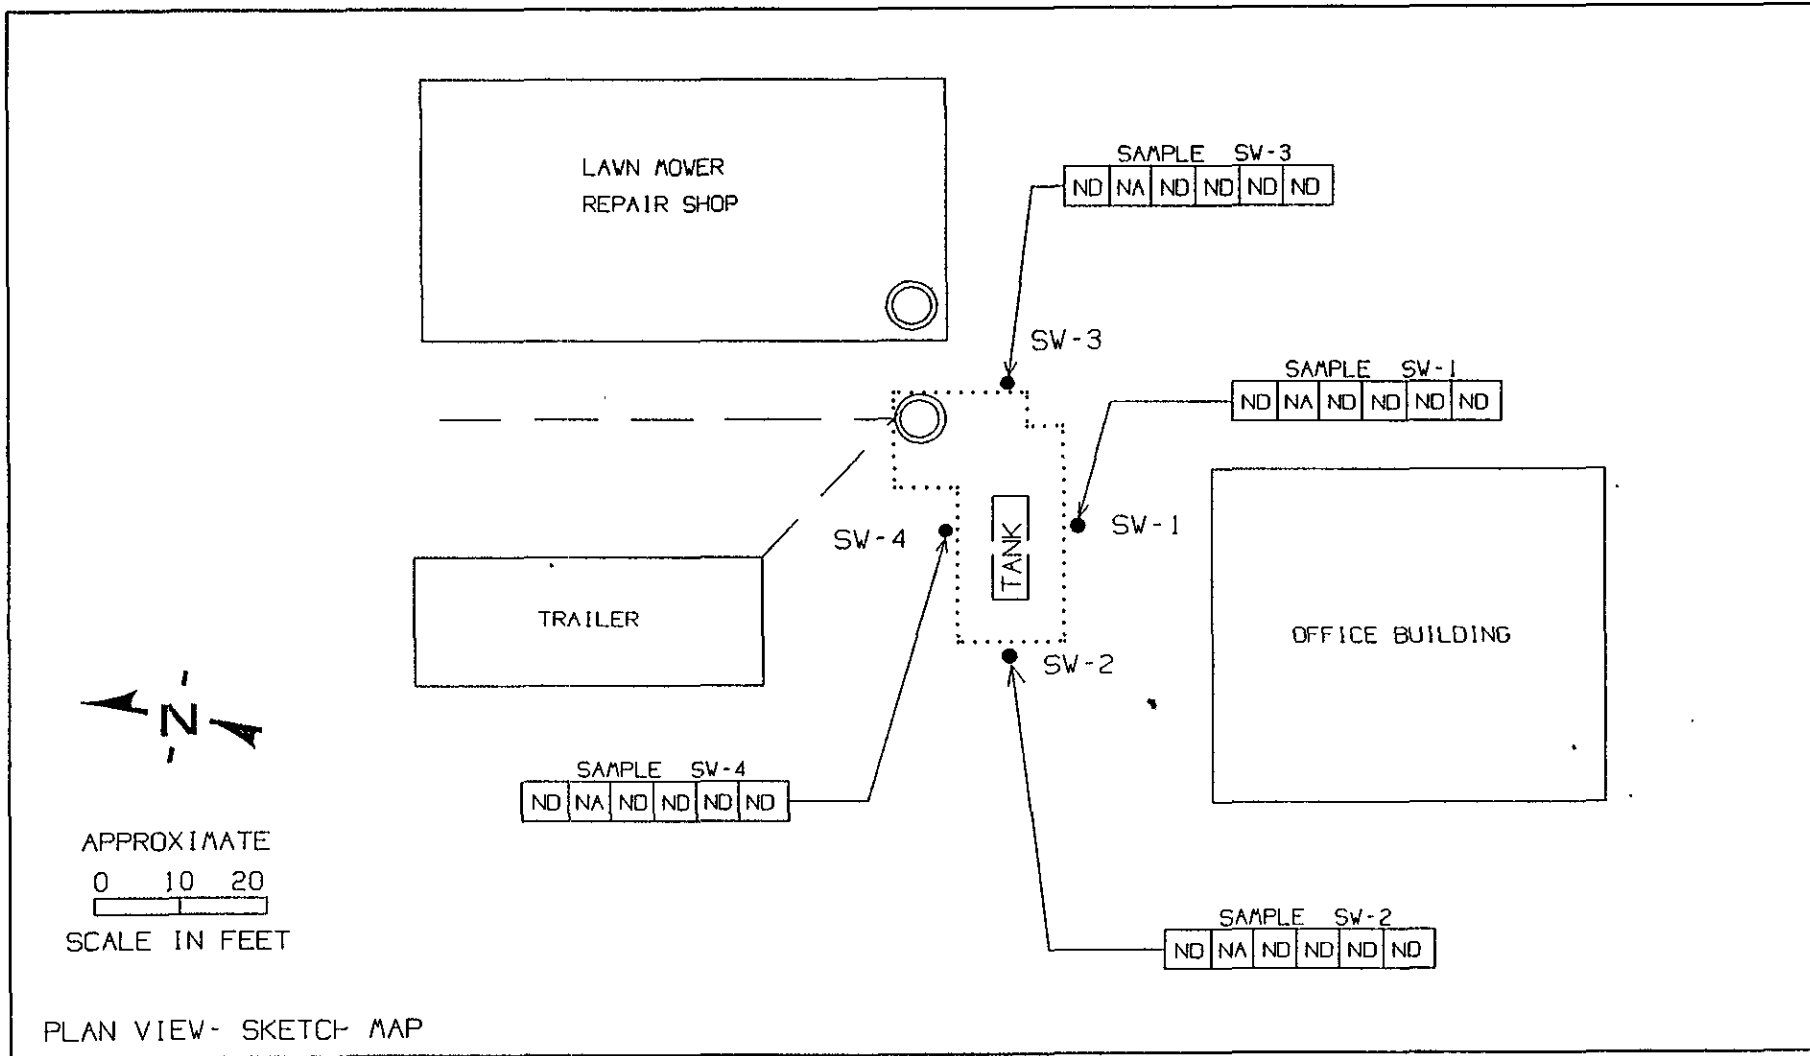 SAMPLE SW-3
ND NA ND ND ND ND
LAWN MOWER
REPAIR SHOP
SW-3
SAMPLE SW-1
ND NA ND ND ND ND
SW-4
TANK
SW-1
TRAILER
OFFICE BUILDING
SW-2
N
SAMPLE SW-4
ND NA ND ND ND ND
APPROXIMATE
0 10 20
SCALE IN FEET
SAMPLE SW-2
ND NA ND ND ND ND
PLAN VIEW- SKETCH MAP